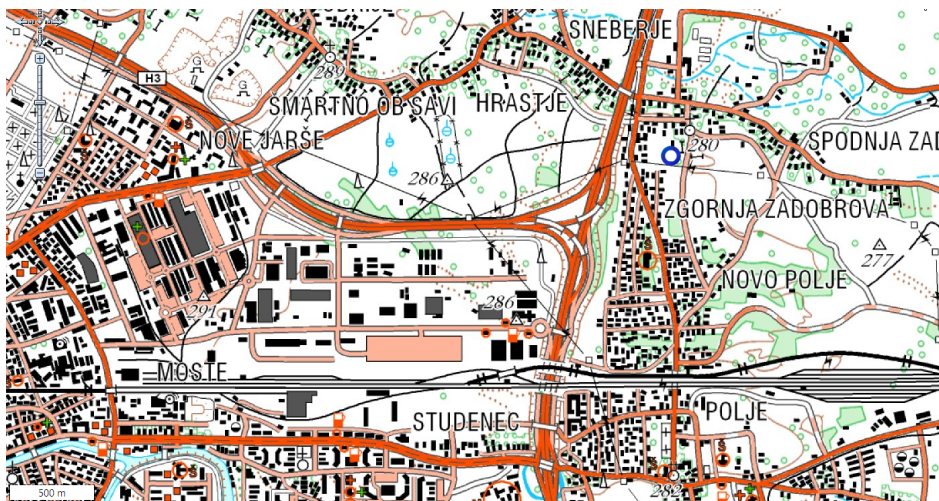 SNEBERJE
H3
G
289
ŠMARTNO OB SAVI
HRASTJE
G
Š
NOVE JARŠE
280
SPODNJA ZAD
286
ZGORNJA ZADOBROVA
Š
277
NOVO POLJE
291
286
MOSTE
STUDENEC
POLJE
Š
Š
Š
282
500 m